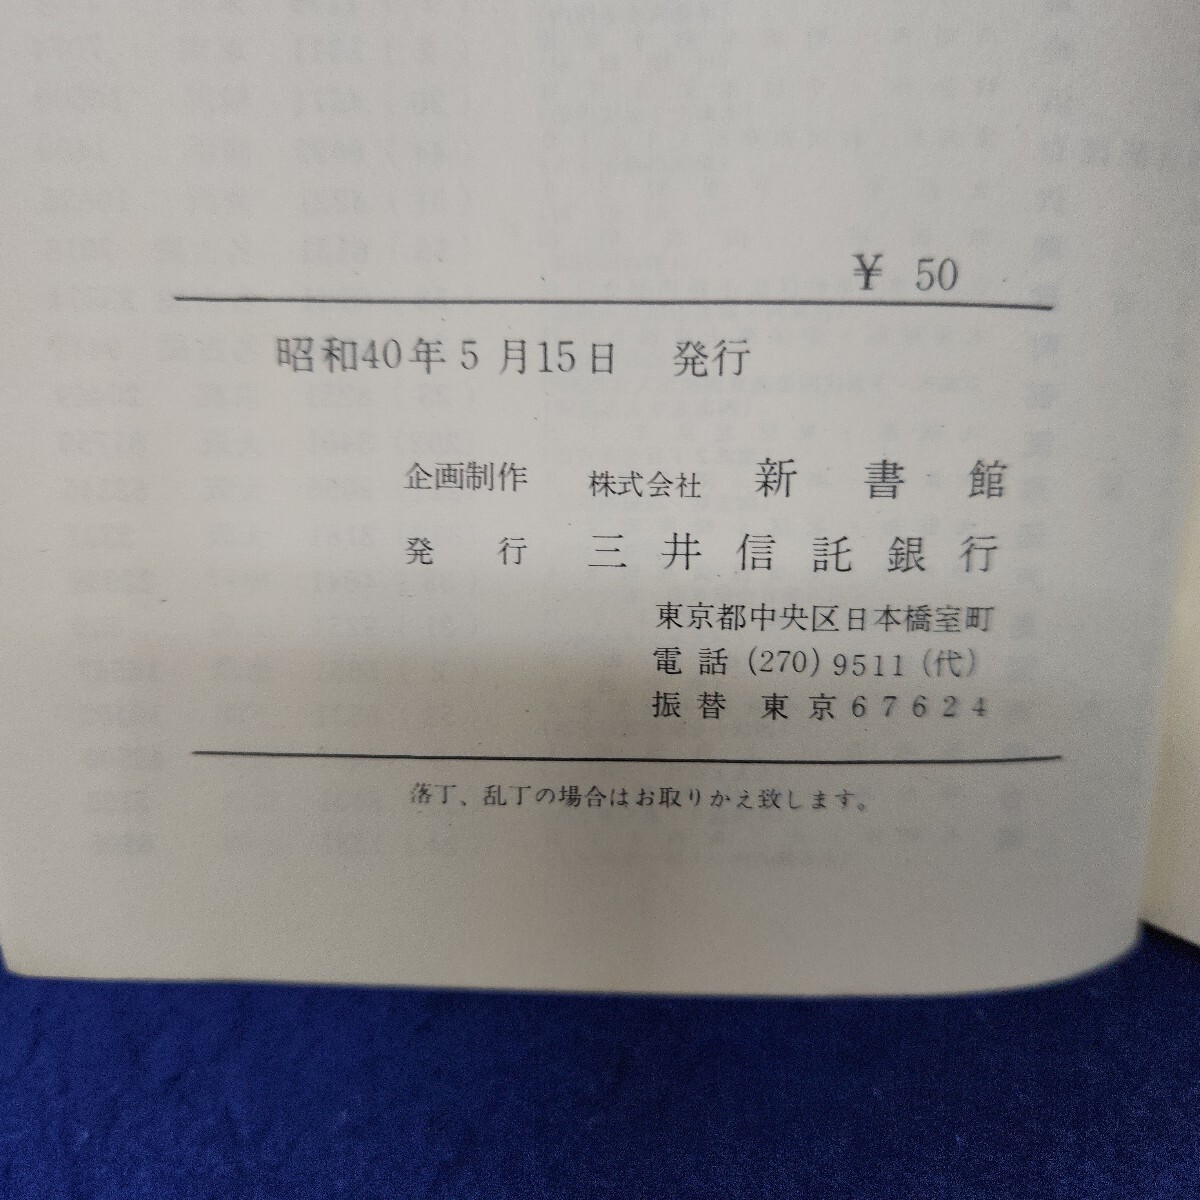 ¥ 50
昭和40年5月15日 発行
企画制作 株式会社 新書館
発行 三井信託銀行
東京都中央区日本橋室町
電話 (270) 9511 (代)
振替 東京67624
落丁、乱丁の場合はお取りかえ致します。